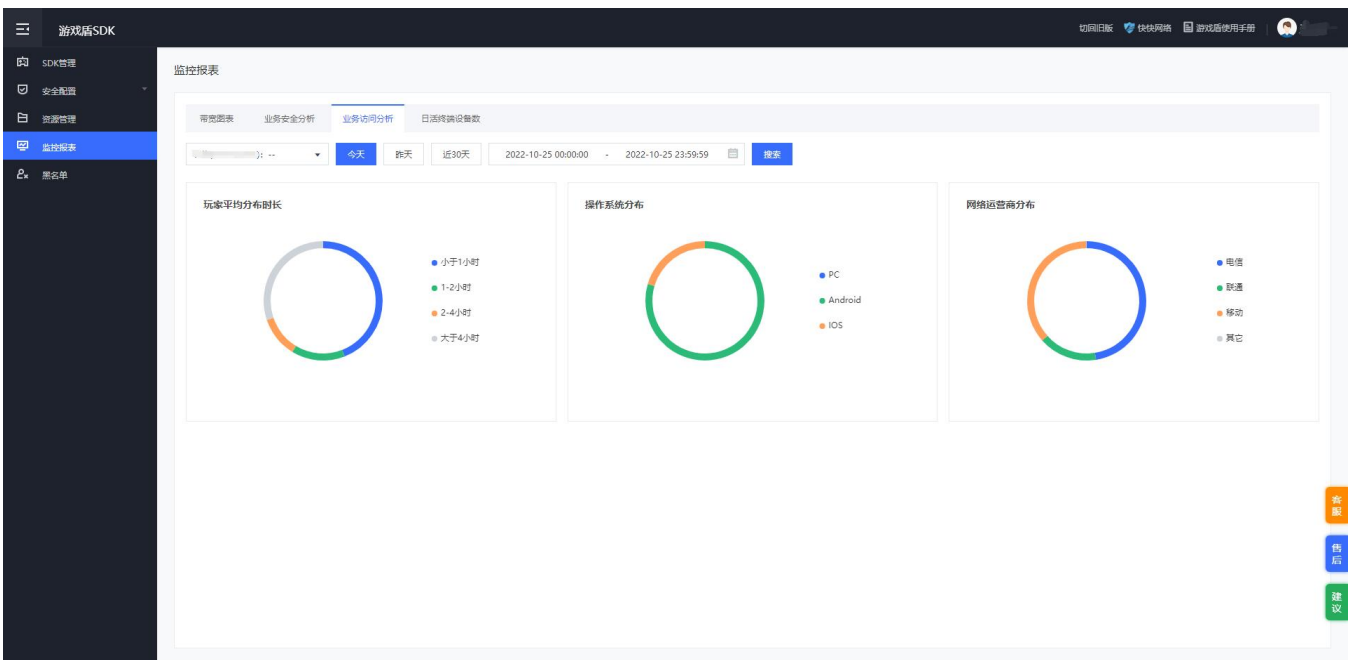 游戏盾SDK
切回旧版 快快网络 游戏盾使用手册
SDK管理
安全配置
资源管理
监控报表
黑名单
监控报表
带宽图表 业务安全分析 业务访问分析 日活终端设备数
): -- 今天 昨天 近30天 2022-10-25 00:00:00 - 2022-10-25 23:59:59 搜索
玩家平均分布时长
小于1小时
1-2小时
2-4小时
大于4小时
操作系统分布
PC
Android
IOS
网络运营商分布
电信
联通
移动
其它
客服
售后
建议